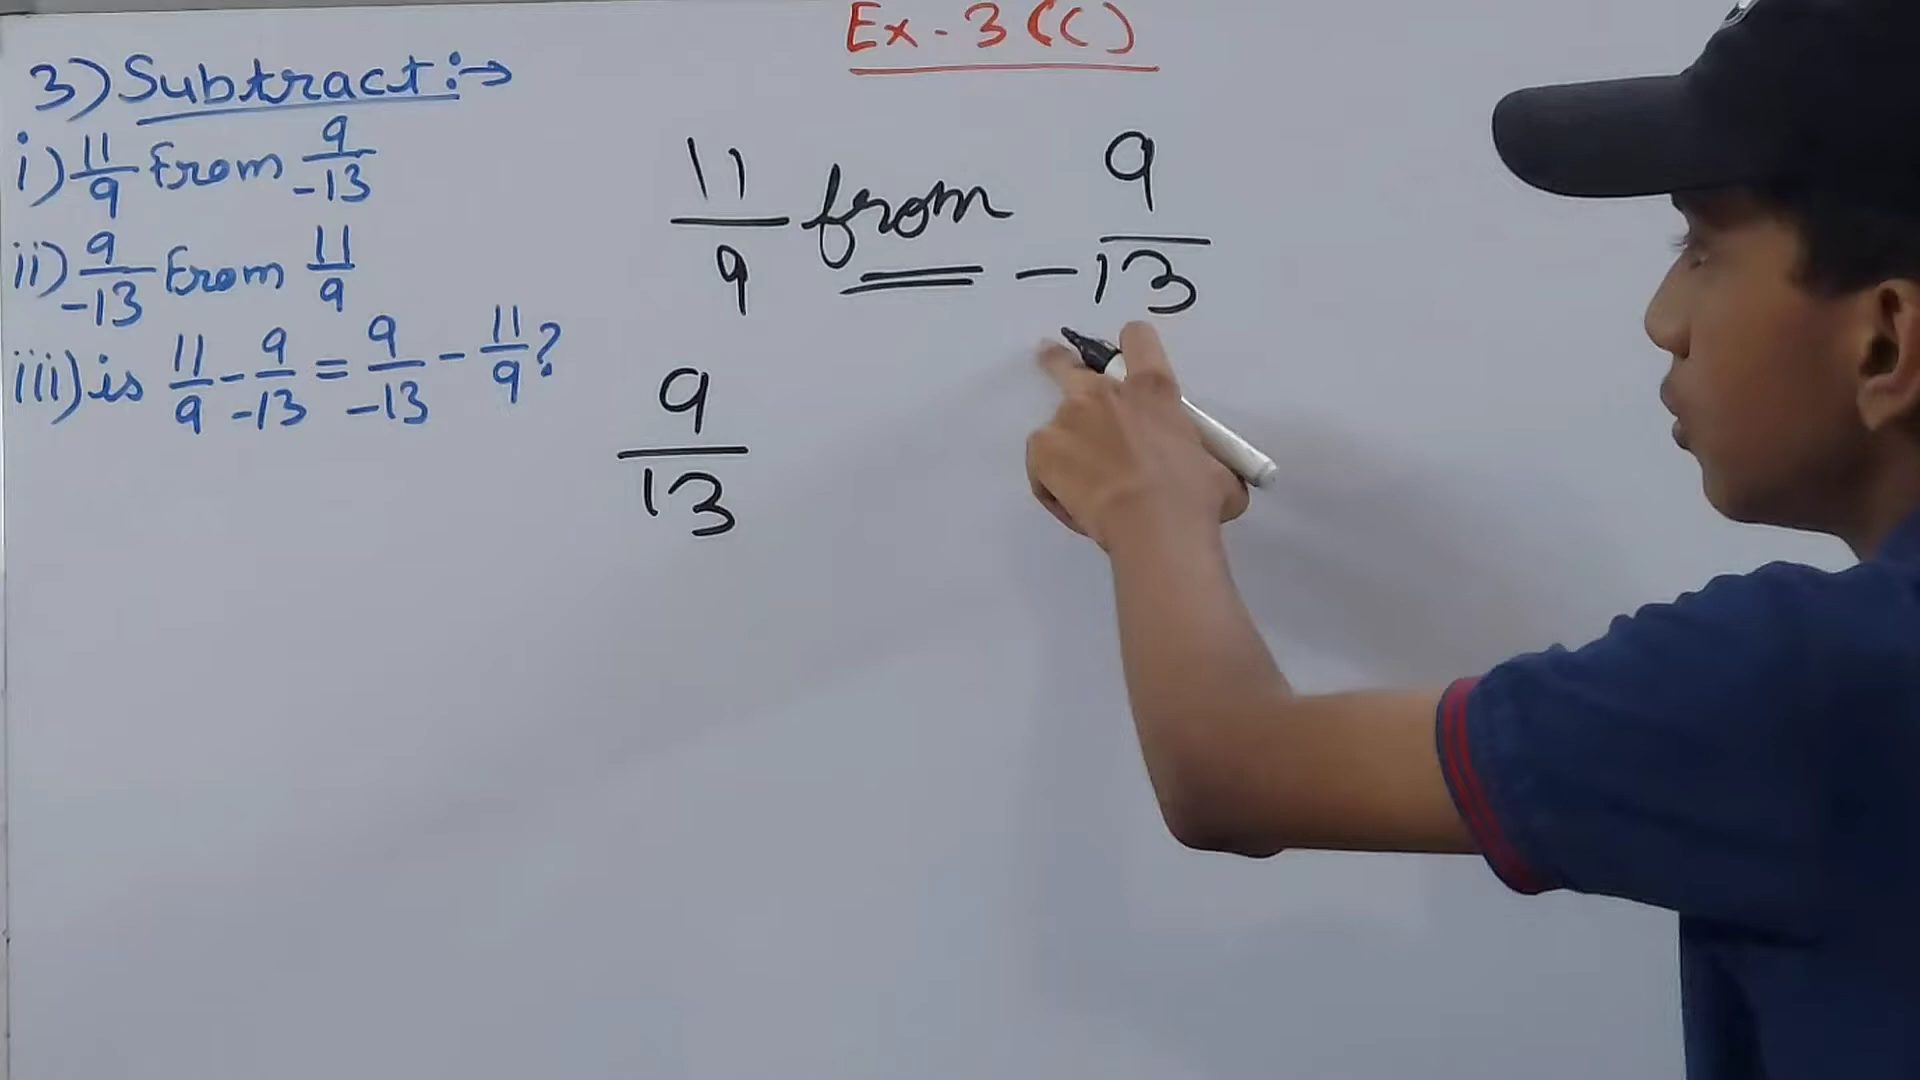 Ex-3(C)
3) Subtract:→
i) 11/9 from 9/-13
ii) 9/-13 from 11/9
iii) is 11/9 - 9/-13 = 9/-13 - 11/9?
11/9 from 9/-13
9/13